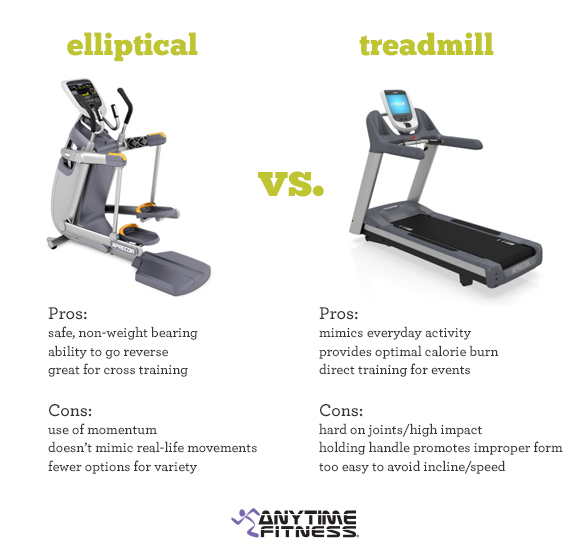 elliptical
treadmill
vs.
PRECOR
Pros:
safe, non-weight bearing
ability to go reverse
great for cross training
Cons:
use of momentum
doesn't mimic real-life movements
fewer options for variety
Pros:
mimics everyday activity
provides optimal calorie burn
direct training for events
Cons:
hard on joints/high impact
holding handle promotes improper form
too easy to avoid incline/speed
ANYTIME
FITNESS